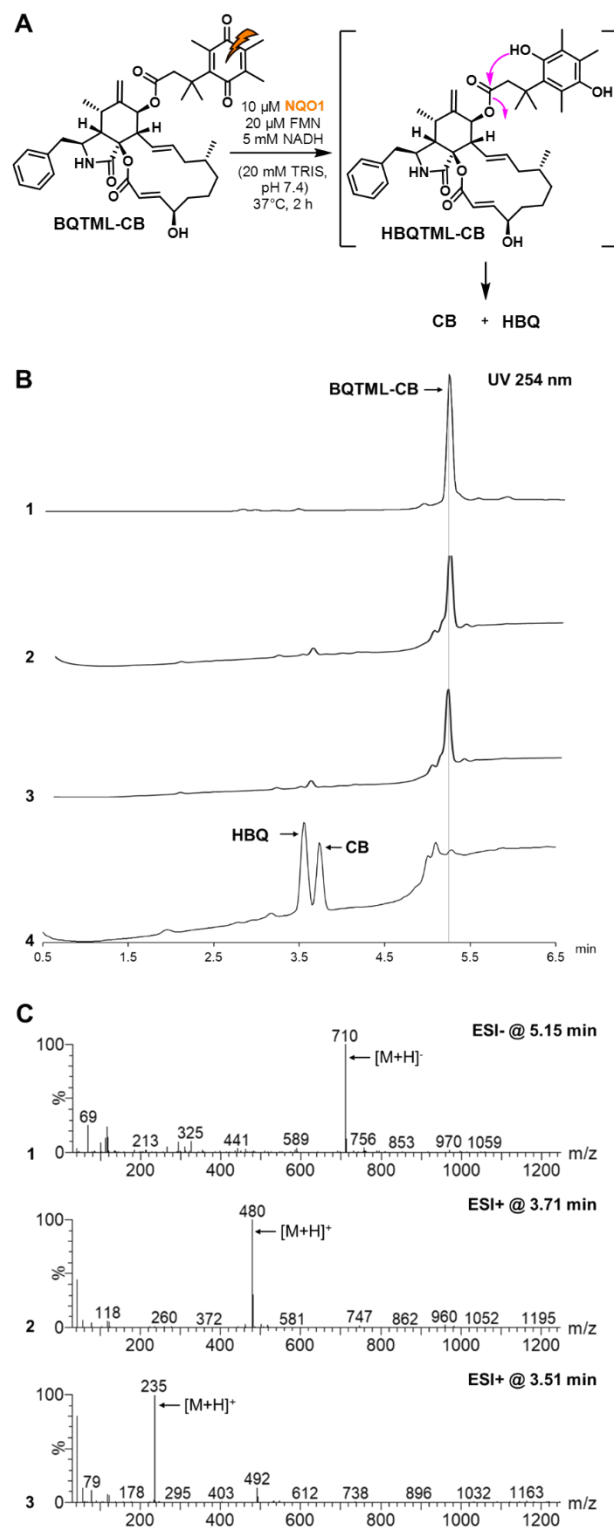 A
O
O
O
O
10 µM NQO1
20 µM FMN
5 mM NADH
(20 mM TRIS,
pH 7.4)
37°C, 2 h
HN
O
O
O
OH
BQTML-CB
HO
OH
O
O
HN
O
O
O
OH
HBQTML-CB
CB + HBQ
B
UV 254 nm
BQTML-CB
1
2
3
HBQ
CB
4
0.5 1.5 2.5 3.5 4.5 5.5 6.5 min
C
ESI- @ 5.15 min
100
%
0
710
[M+H]-
69
213
325
441
589
756
853
970
1059
1
200 400 600 800 1000 1200 m/z
ESI+ @ 3.71 min
100
%
0
480
[M+H]+
118
260
372
581
747
862
960
1052
1195
2
200 400 600 800 1000 1200 m/z
ESI+ @ 3.51 min
100
%
0
235
[M+H]+
79
178
295
403
492
612
738
896
1032
1163
3
200 400 600 800 1000 1200 m/z